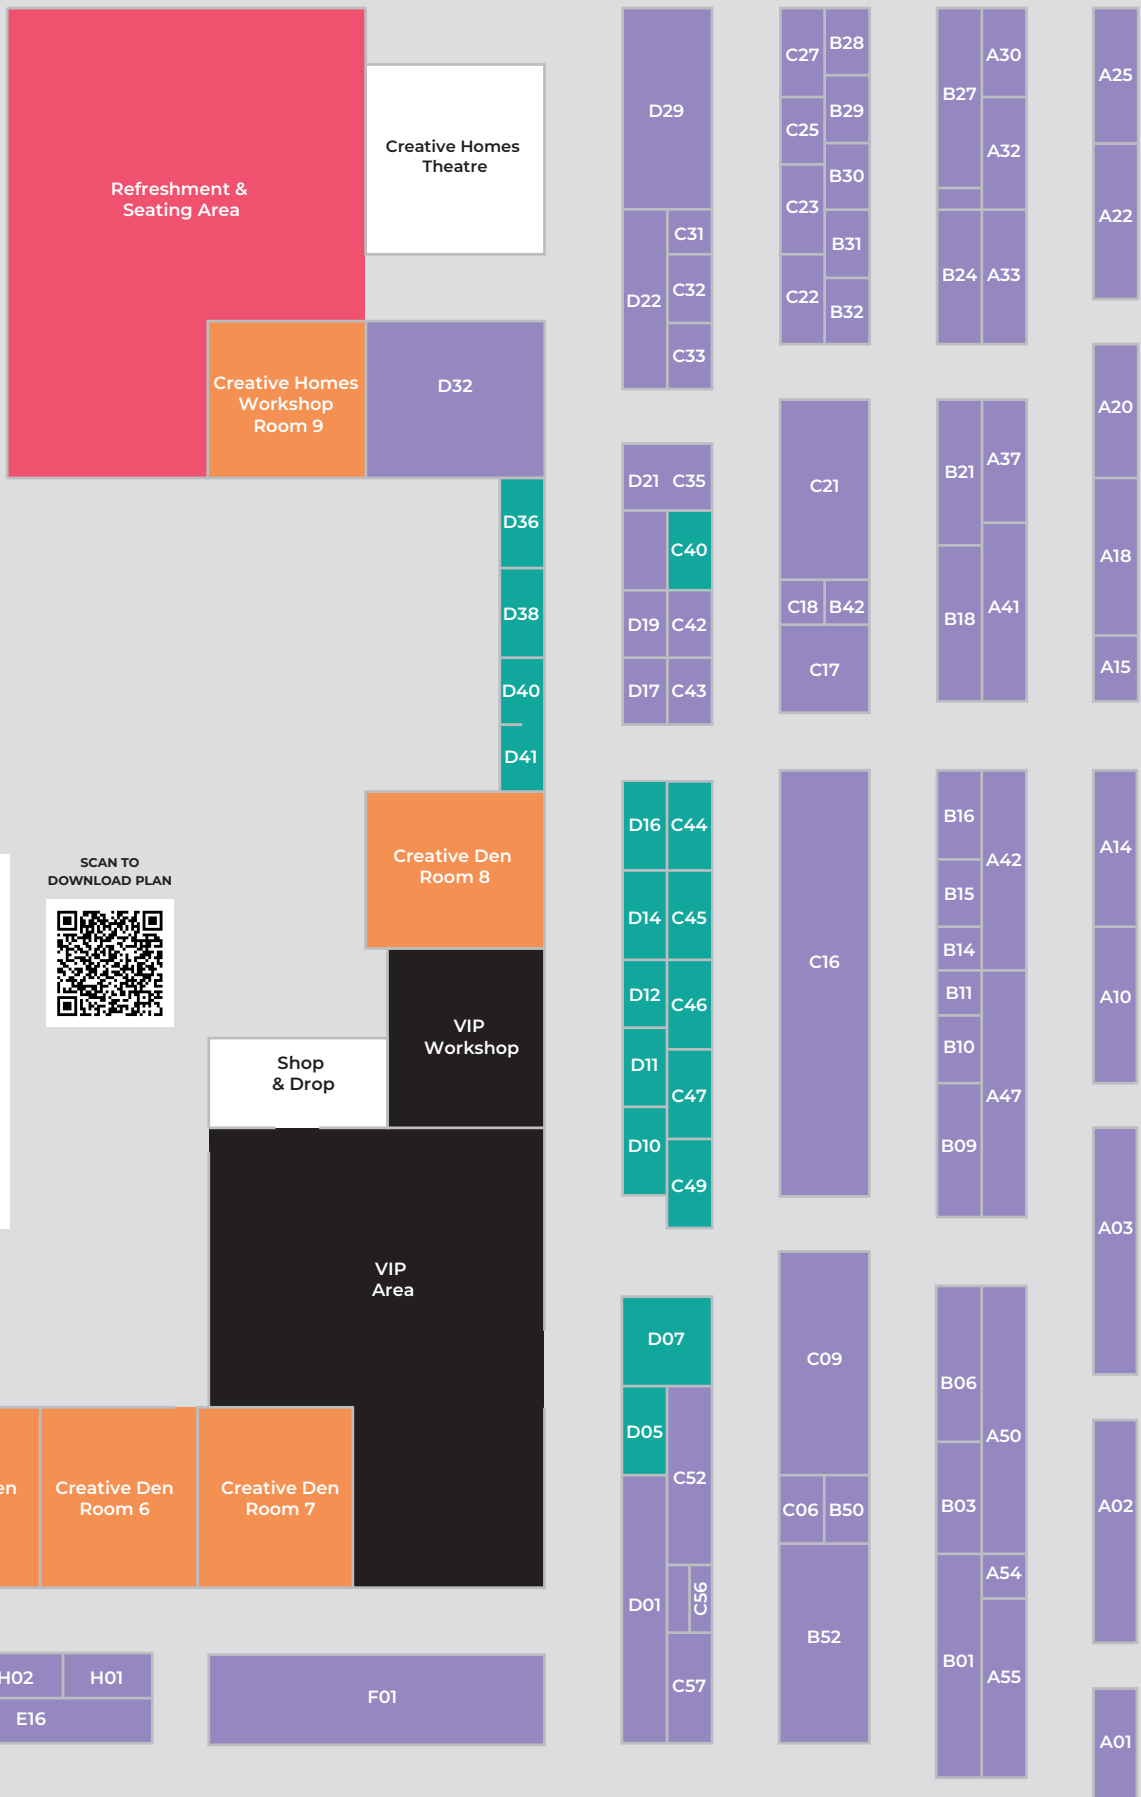 Refreshment &
Seating Area
Creative Homes
Theatre
Creative Homes
Workshop
Room 9
D32
D36
D38
D40
D41
Creative Den
Room 8
SCAN TO
DOWNLOAD PLAN
VIP
Workshop
Shop
& Drop
VIP
Area
Creative Den
Room 6
Creative Den
Room 7
H02
H01
E16
F01
D29
C31
D22
C32
C33
D21
C35
C40
D19
C42
D17
C43
D16
C44
D14
C45
D12
C46
D11
C47
D10
C49
D07
D05
C52
D01
C56
C57
C27
B28
B29
C25
B30
C23
B31
C22
B32
C21
C18
B42
C17
C16
C09
C06
B50
B52
B27
A30
A32
B24
A33
B21
A37
A41
B18
B16
A42
B15
B14
B11
B10
A47
B09
B06
A50
B03
A54
B01
A55
A25
A22
A20
A18
A15
A14
A10
A03
A02
A01